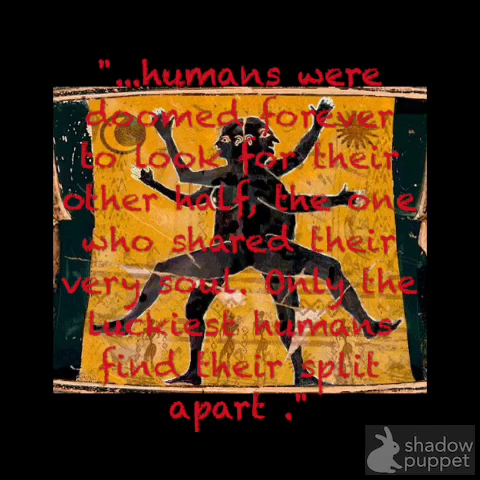 "...humans were
doomed forever
to look for their
other half, the one
who shared their
very soul. Only the
luckiest humans
find their split
apart ."
shadow
puppet